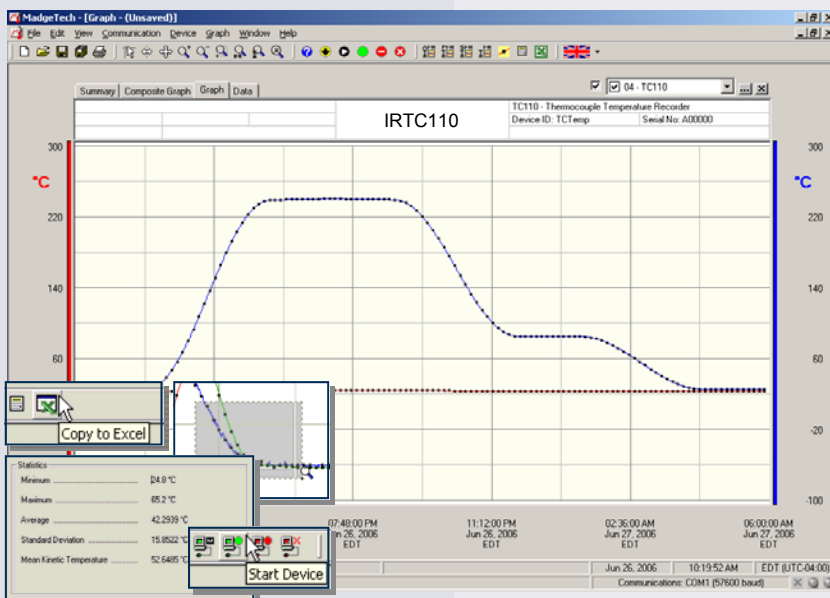 MadgeTech - [Graph - (Unsaved)]
File Edit View Communication Device Graph Window Help
Summary Composite Graph Graph Data
04 - TC110
IRTC110
TC110 - Thermocouple Temperature Recorder
Device ID: TCTemp Serial No: A00000
300 300
°C °C
220 220
140 140
60 60
-20
-100
Copy to Excel
Statistics
Minimum 24.8 °C
Maximum 65.2 °C
Average 42.2939 °C
Standard Deviation 15.8522 °C
Mean Kinetic Temperature 52.6485 °C
Start Device
07:48:00 PM 11:12:00 PM 02:36:00 AM 06:00:00 AM
26, 2006 Jun 26, 2006 Jun 27, 2006 Jun 27, 2006
EDT EDT EDT EDT
Jun 26, 2006 10:19:52 AM EDT (UTC-04:00)
Communications: COM1 (57600 baud)